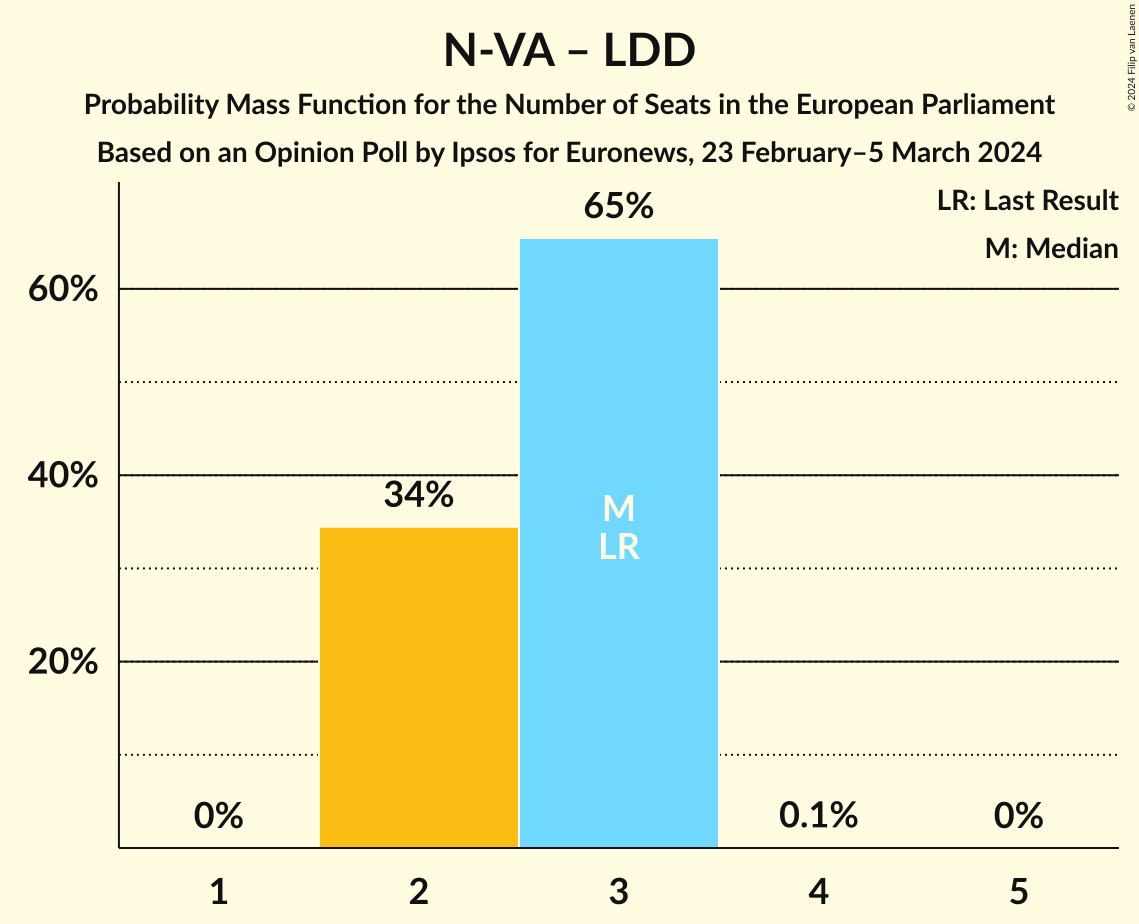 N-VA – LDD
Probability Mass Function for the Number of Seats in the European Parliament
Based on an Opinion Poll by Ipsos for Euronews, 23 February–5 March 2024
© 2024 Filip van Laenen
LR: Last Result
M: Median
65%
60%
40%
34%
M
LR
20%
0%
0.1%
0%
1
2
3
4
5